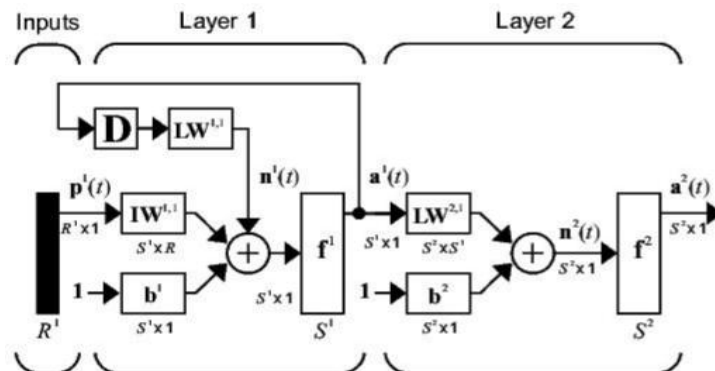 Inputs Layer 1 Layer 2
D LW¹,¹
p¹(t) n¹(t) a¹(t) n²(t) a²(t)
IW¹,¹ LW²,¹
R¹x1 S¹xR f¹ S¹x1 S²xS¹ S²x1 f² S²x1
1 b¹ S¹x1 1 b²
R¹ S¹x1 S¹ S²x1 S²